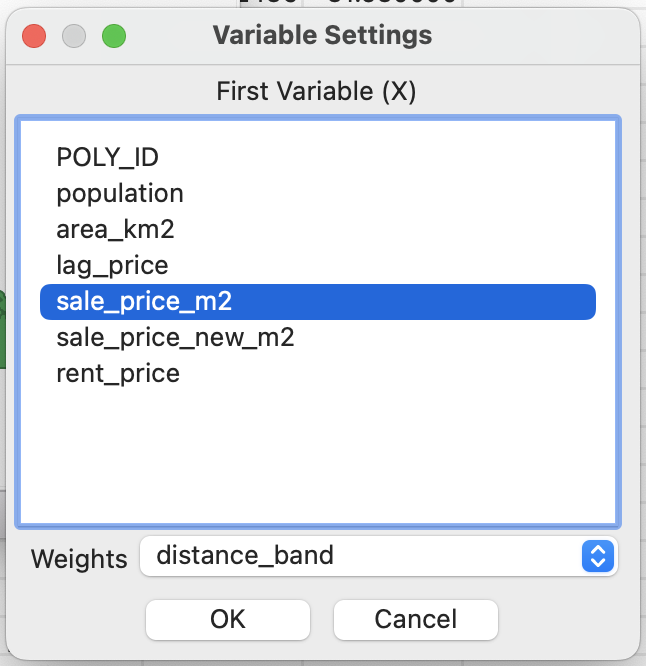 Variable Settings
First Variable (X)
POLY_ID
population
area_km2
lag_price
sale_price_m2
sale_price_new_m2
rent_price
Weights distance_band
OK Cancel